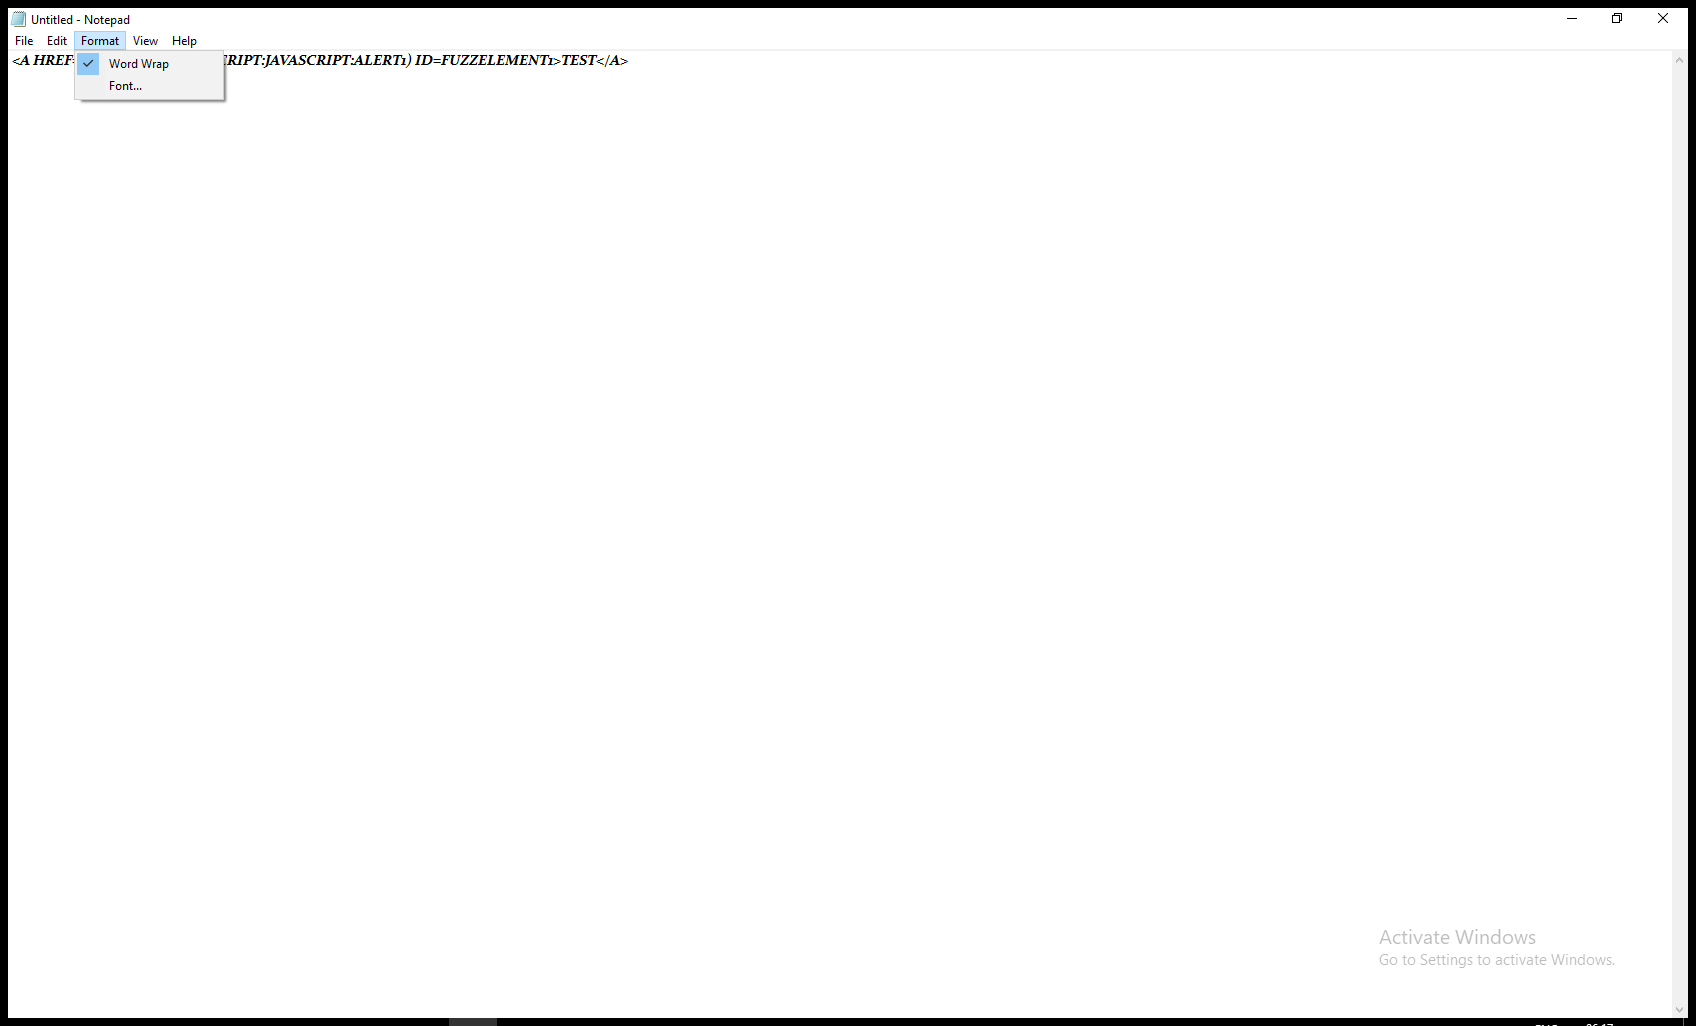 Untitled - Notepad
File Edit Format View Help
<A HREF= RIPT:JAVASCRIPT:ALERT1) ID=FUZZELEMENT1>TEST</A>
Word Wrap
Font...
Activate Windows
Go to Settings to activate Windows.